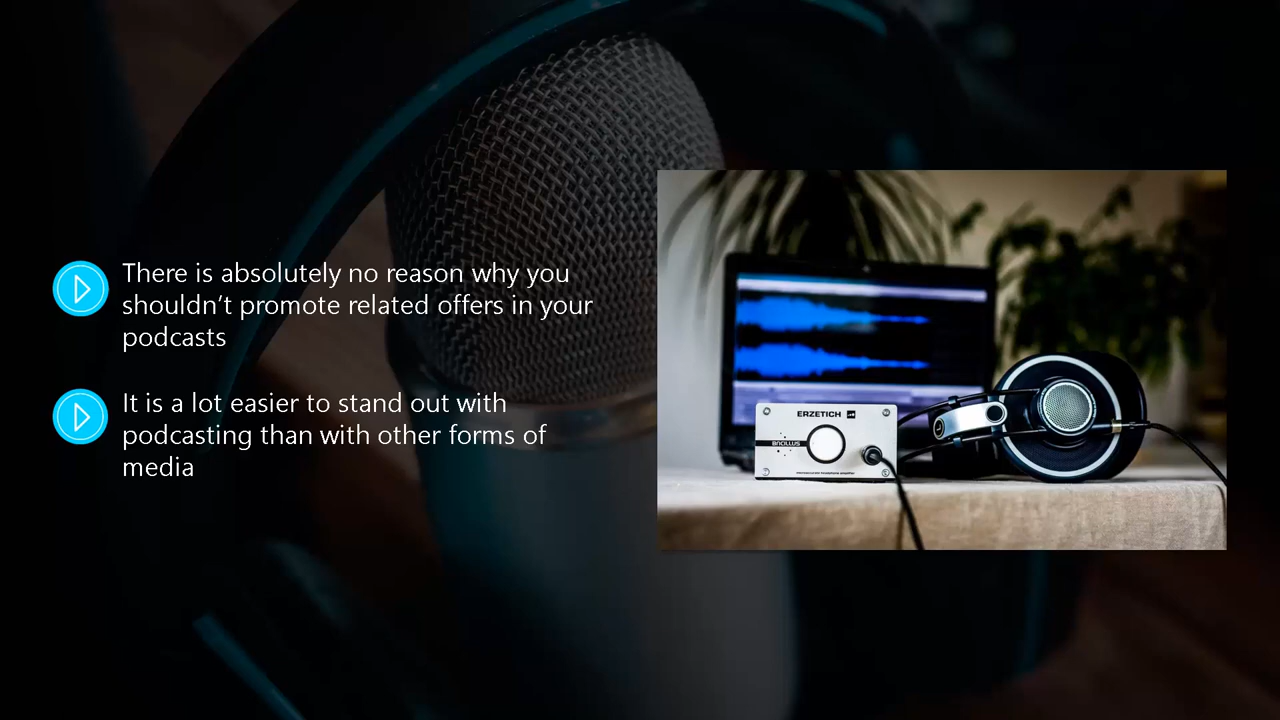 There is absolutely no reason why you
shouldn't promote related offers in your
podcasts
It is a lot easier to stand out with
podcasting than with other forms of
media
ERZETICH
BACILLUS